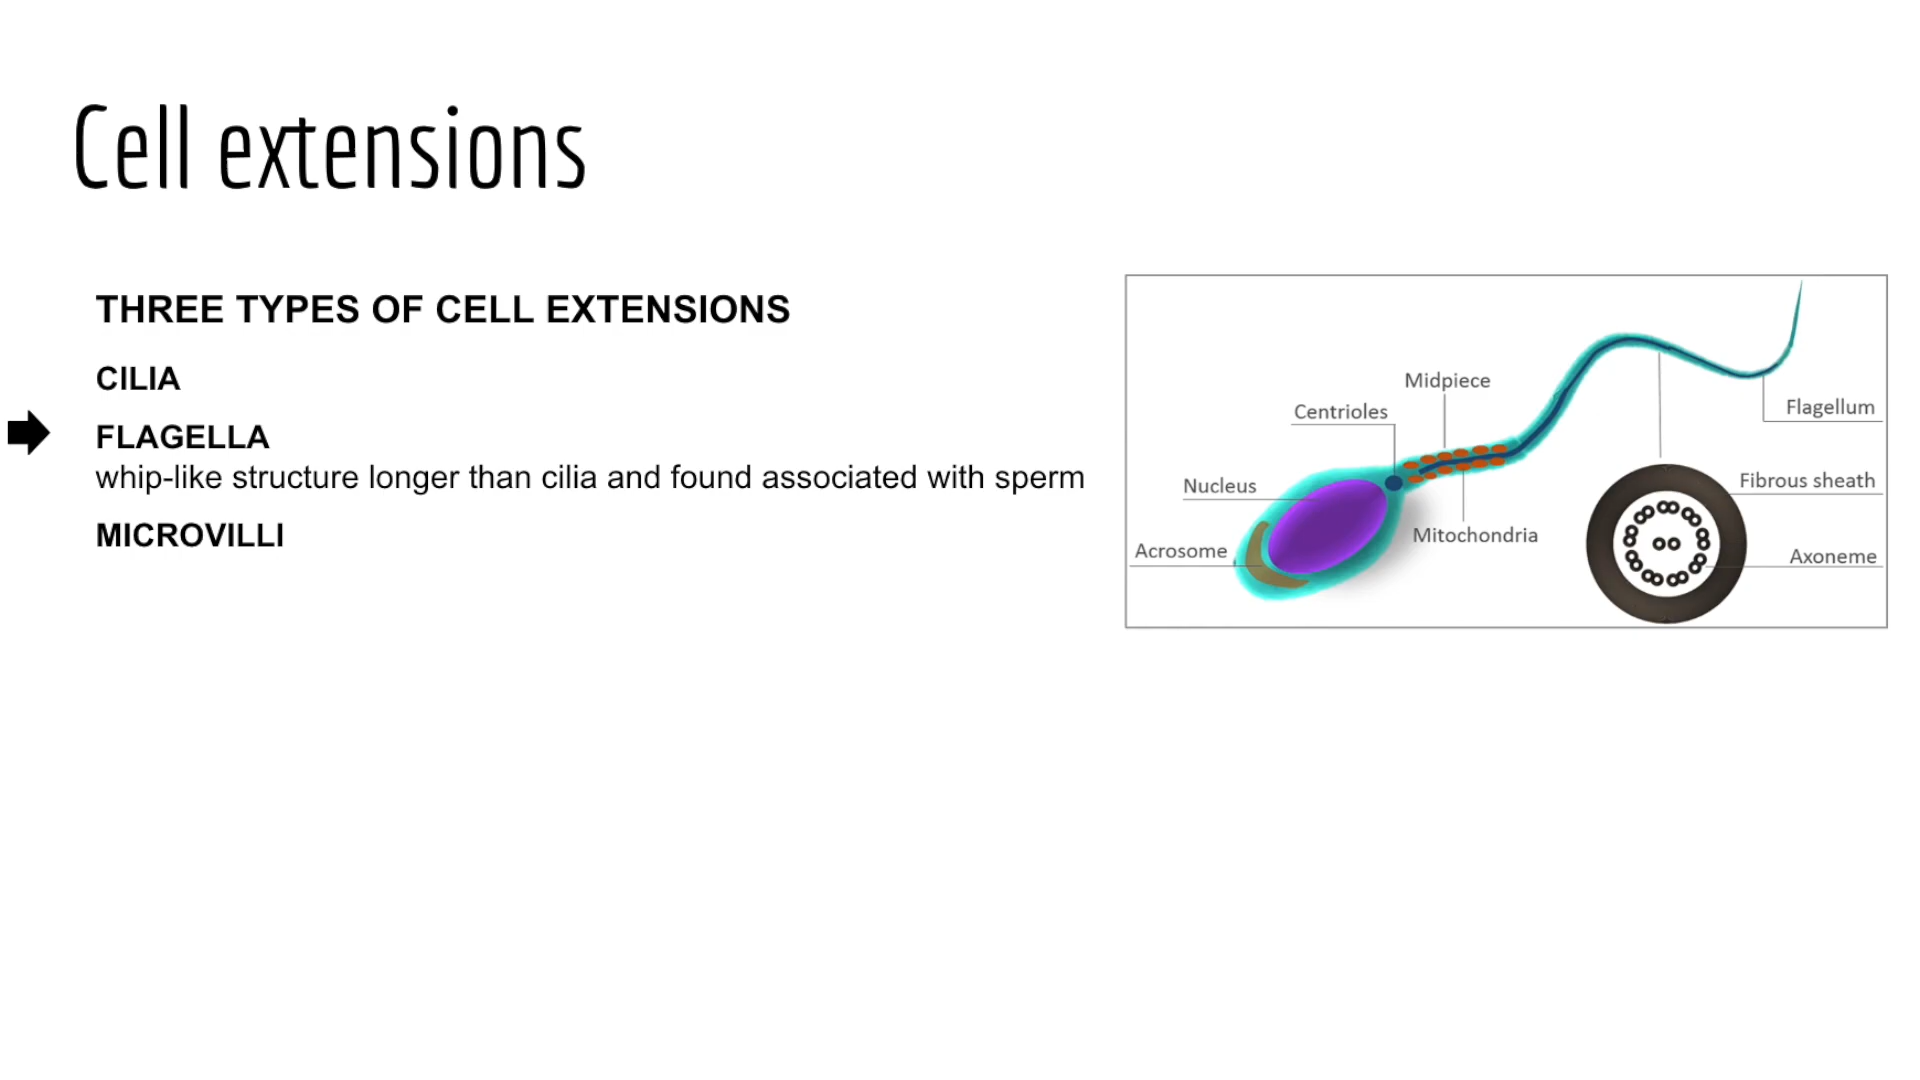 Cell extensions
THREE TYPES OF CELL EXTENSIONS
CILIA
FLAGELLA
whip-like structure longer than cilia and found associated with sperm
MICROVILLI
Midpiece
Centrioles
Flagellum
Nucleus
Fibrous sheath
Mitochondria
Acrosome
Axoneme